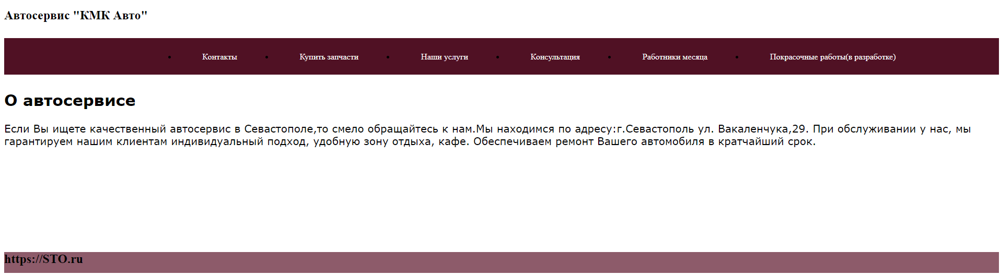 Автосервис "КМК Авто"
Контакты Купить запчасти Наши услуги Консультация Работники месяца Покрасочные работы(в разработке)
О автосервисе
Если Вы ищете качественный автосервис в Севастополе,то смело обращайтесь к нам.Мы находимся по адресу:г.Севастополь ул. Вакаленчука,29. При обслуживании у нас, мы
гарантируем нашим клиентам индивидуальный подход, удобную зону отдыха, кафе. Обеспечиваем ремонт Вашего автомобиля в кратчайший срок.
https://STO.ru